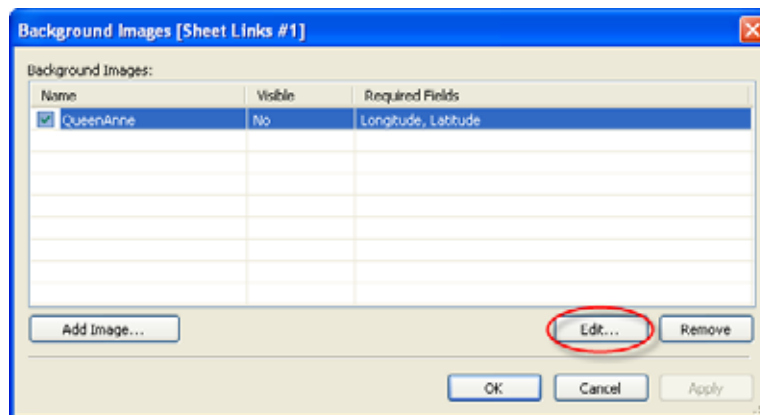 Background Images [Sheet Links #1]
Background Images:
Name Visible Required Fields
QueenAnne No Longitude, Latitude
Add Image... Edit... Remove
OK Cancel Apply